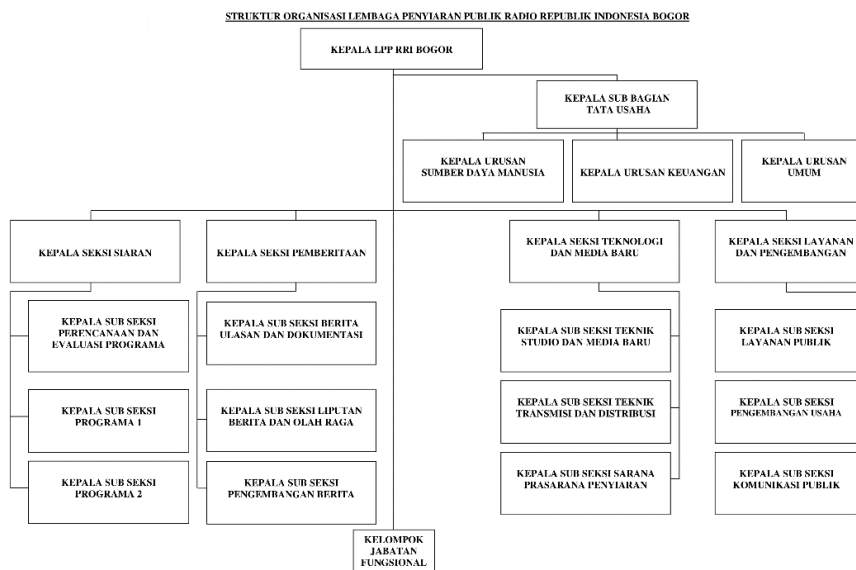 STRUKTUR ORGANISASI LEMBAGA PENYIARAN PUBLIK RADIO REPUBLIK INDONESIA BOGOR
KEPALA LPP RRI BOGOR
KEPALA SUB BAGIAN
TATA USAHA
KEPALA URUSAN
SUMBER DAYA MANUSIA
KEPALA URUSAN KEUANGAN
KEPALA URUSAN
UMUM
KEPALA SEKSI SIARAN
KEPALA SEKSI PEMBERITAAN
KEPALA SEKSI TEKNOLOGI
DAN MEDIA BARU
KEPALA SEKSI LAYANAN
DAN PENGEMBANGAN
KEPALA SUB SEKSI
PERENCANAAN DAN
EVALUASI PROGRAMA
KEPALA SUB SEKSI BERITA
ULASAN DAN DOKUMENTASI
KEPALA SUB SEKSI TEKNIK
STUDIO DAN MEDIA BARU
KEPALA SUB SEKSI
LAYANAN PUBLIK
KEPALA SUB SEKSI
PROGRAMA 1
KEPALA SUB SEKSI LIPUTAN
BERITA DAN OLAH RAGA
KEPALA SUB SEKSI TEKNIK
TRANSMISI DAN DISTRIBUSI
KEPALA SUB SEKSI
PENGEMBANGAN USAHA
KEPALA SUB SEKSI
PROGRAMA 2
KEPALA SUB SEKSI
PENGEMBANGAN BERITA
KEPALA SUB SEKSI SARANA
PRASARANA PENYIARAN
KEPALA SUB SEKSI
KOMUNIKASI PUBLIK
KELOMPOK
JABATAN
FUNGSIONAL